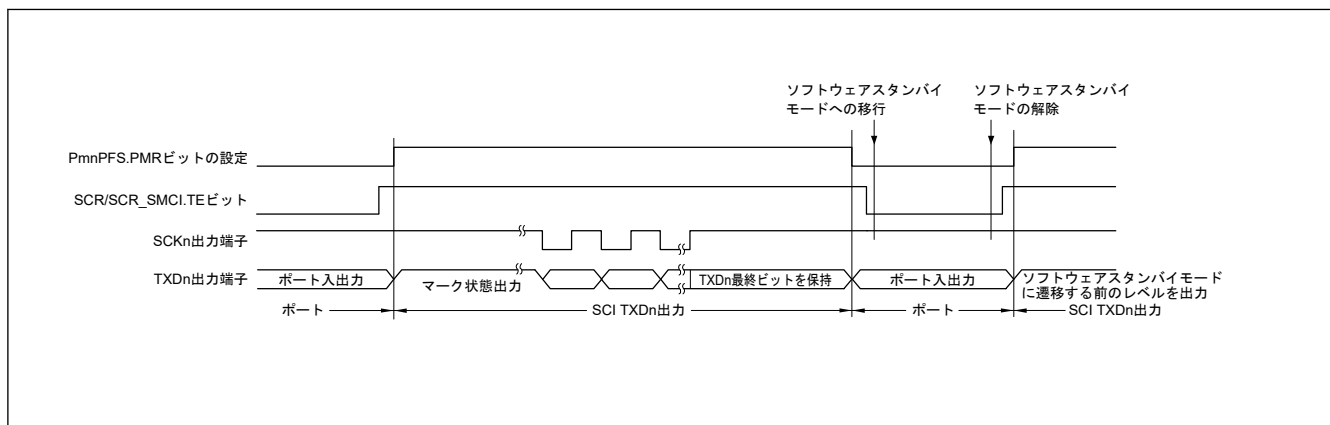 ソフトウェアスタンバイ
モードへの移行
ソフトウェアスタンバイ
モードの解除
PmnPFS.PMRビットの設定
SCR/SCR_SMCI.TEビット
SCKn出力端子
TXDn出力端子
ポート入出力
マーク状態出力
TXDn最終ビットを保持
ポート入出力
ソフトウェアスタンバイモード
に遷移する前のレベルを出力
ポート
SCI TXDn出力
ポート
SCI TXDn出力